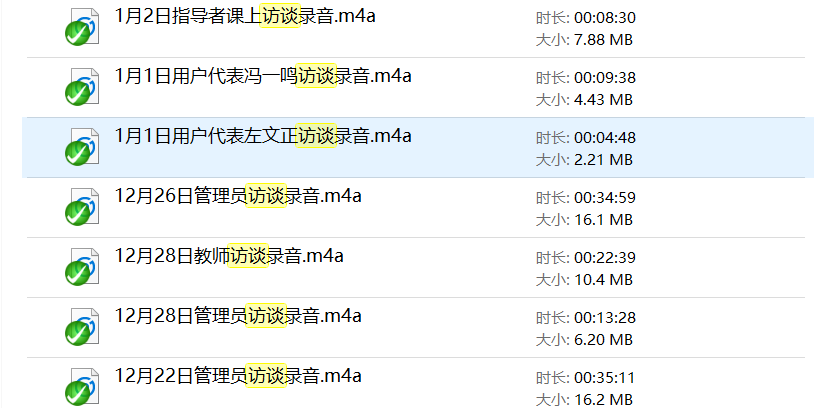 1月2日指导者课上访谈录音.m4a
时长: 00:08:30
大小: 7.88 MB
1月1日用户代表冯一鸣访谈录音.m4a
时长: 00:09:38
大小: 4.43 MB
1月1日用户代表左文正访谈录音.m4a
时长: 00:04:48
大小: 2.21 MB
12月26日管理员访谈录音.m4a
时长: 00:34:59
大小: 16.1 MB
12月28日教师访谈录音.m4a
时长: 00:22:39
大小: 10.4 MB
12月28日管理员访谈录音.m4a
时长: 00:13:28
大小: 6.20 MB
12月22日管理员访谈录音.m4a
时长: 00:35:11
大小: 16.2 MB